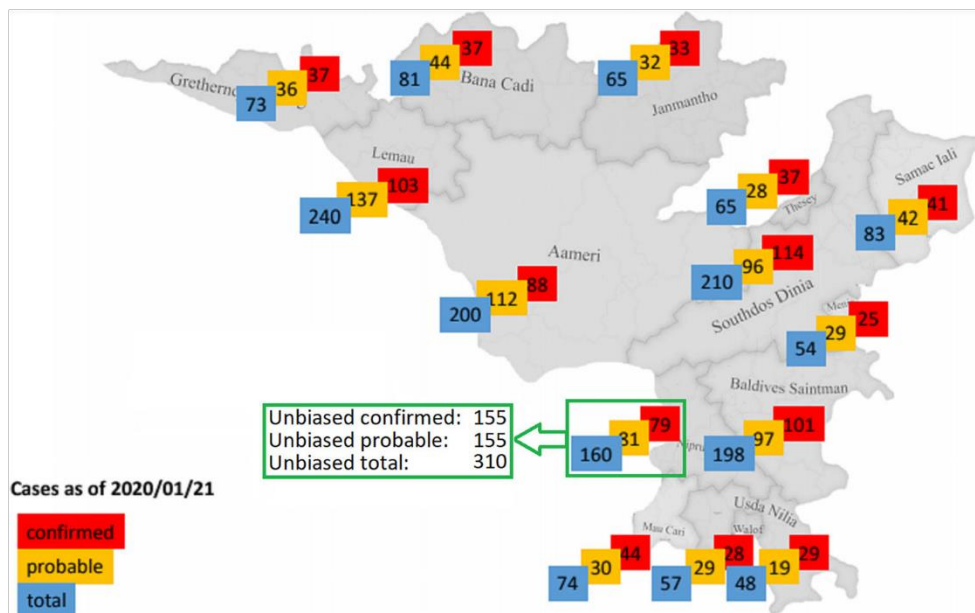 37
36
73
Gretherne
37
44
81
Bana Cadi
33
32
65
Janmantho
Lemau
103
137
240
37
28
65
Thesey
Samac Iali
41
42
83
Aameri
88
112
200
114
96
210
Southdos Dinia
25
29
54
Baldives Saintman
Unbiased confirmed: 155
Unbiased probable: 155
Unbiased total: 310
79
81
160
101
97
198
Cases as of 2020/01/21
confirmed
probable
total
Usda Nilia
Mau Cari
Walof
44
30
74
28
29
57
29
19
48